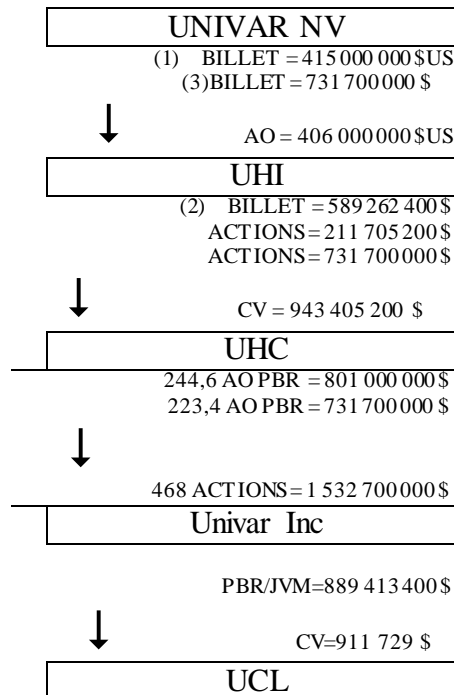 UNIVAR NV
(1) BILLET = 415 000 000 $US
(3)BILLET = 731 700 000 $
AO = 406 000 000 $US
UHI
(2) BILLET = 589 262 400 $
ACTIONS = 211 705 200 $
ACTIONS = 731 700 000 $
CV = 943 405 200 $
UHC
244,6 AO PBR = 801 000 000 $
223,4 AO PBR = 731 700 000 $
468 ACTIONS = 1 532 700 000 $
Univar Inc
PBR/JVM=889 413 400 $
CV=911 729 $
UCL